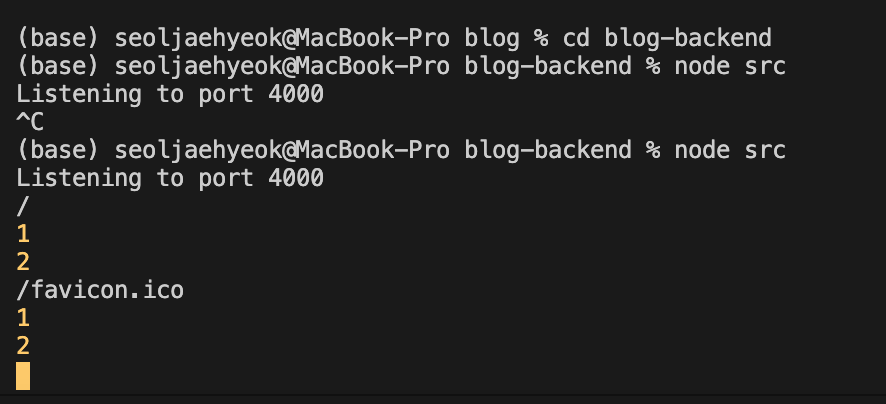 (base) seoljaehyeok@MacBook-Pro blog % cd blog-backend
(base) seoljaehyeok@MacBook-Pro blog-backend % node src
Listening to port 4000
^C
(base) seoljaehyeok@MacBook-Pro blog-backend % node src
Listening to port 4000
/
1
2
/favicon.ico
1
2